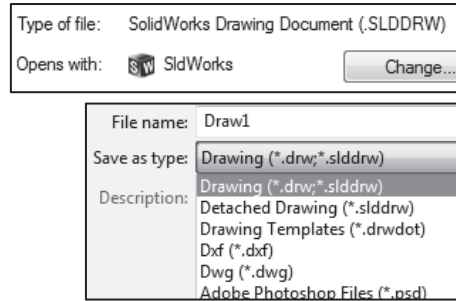 Type of file: SolidWorks Drawing Document (.SLDDRW)
Opens with: SW SldWorks Change...
File name: Draw1
Save as type: Drawing (*.drw;*.slddrw)
Description: Drawing (*.drw;*.slddrw)
Detached Drawing (*.slddrw)
Drawing Templates (*.drwdot)
Dxf (*.dxf)
Dwg (*.dwg)
Adobe Photoshop Files (*.psd)